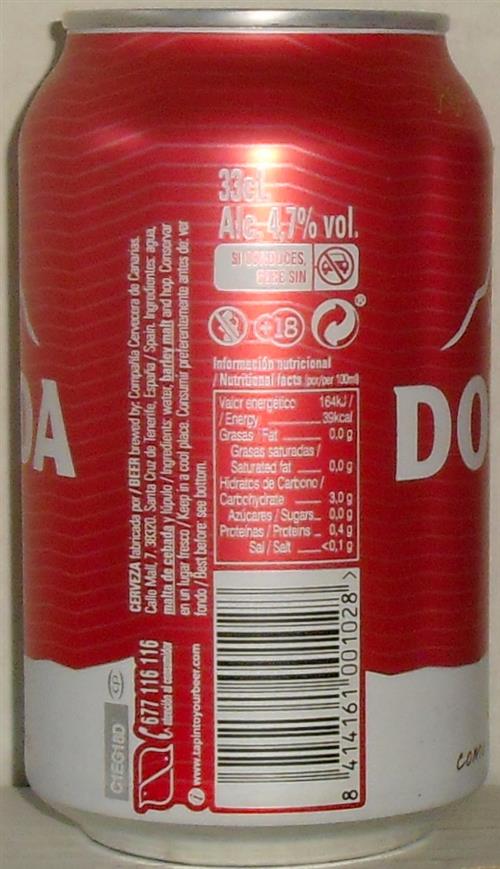 33cL
Alc. 4,7% vol.
SI CONDUCES,
BEBE SIN
+18
®
Información nutricional
/ Nutritional facts (por/per 100ml)
Valor energético 164kJ /
/ Energy 39kcal
Grasas / Fat 0,0 g
Grasas saturadas /
Saturated fat 0,0 g
Hidratos de Carbono /
Carbohydrate 3,0 g
Azúcares / Sugars 0,0 g
Proteínas / Proteins 0,4 g
Sal / Salt <0,1 g
DA
DO
CERVEZA fabricada por / BEER brewed by: Compañía Cervecera de Canarias.
Calle Mail, 7. 38320. Santa Cruz de Tenerife, España / Spain. Ingredientes: agua,
malta de cebada y lúpulo / Ingredients: water, barley malt and hop. Conservar
en un lugar fresco / Keep in a cool place. Consumir preferentemente antes de: ver
fondo / Best before: see bottom.
677 116 116
atención al consumidor
i www.tapintoyourbeer.com
C1EG18D
8 414161 001028 >